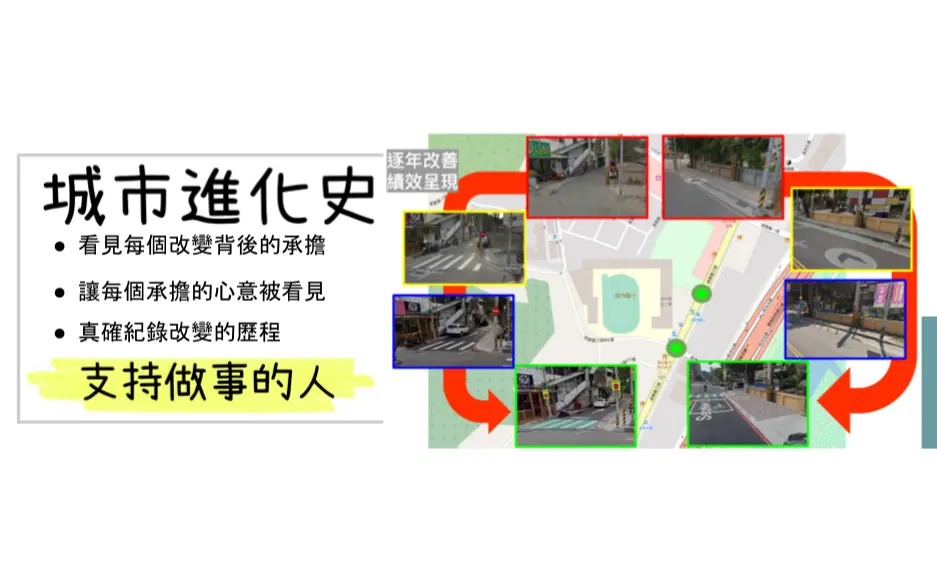 城市進化史
看見每個改變背後的承擔
讓每個承擔的心意被看見
真確紀錄改變的歷程
支持做事的人
逐年改善
績效呈現